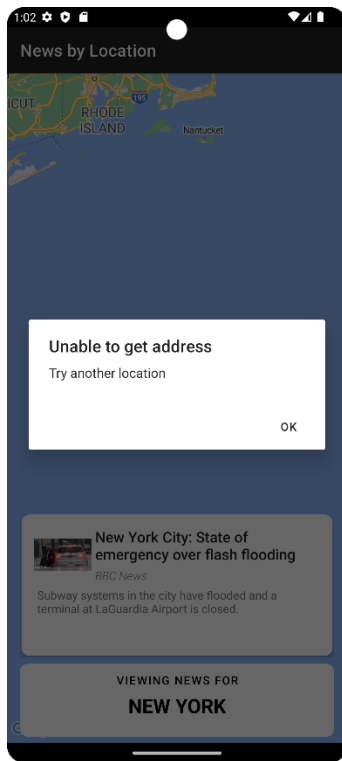 1:02
News by Location
ICUT
RHODE
ISLAND
195
Nantucket
Unable to get address
Try another location
OK
New York City: State of
emergency over flash flooding
BBC News
Subway systems in the city have flooded and a
terminal at LaGuardia Airport is closed.
VIEWING NEWS FOR
NEW YORK